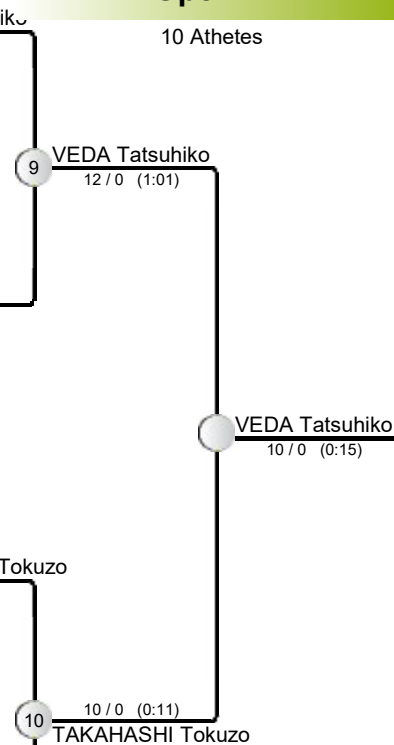 10 Athetes
VEDA Tatsuhiko
9
12 / 0 (1:01)
VEDA Tatsuhiko
10 / 0 (0:15)
Tokuzo
10 / 0 (0:11)
10
TAKAHASHI Tokuzo